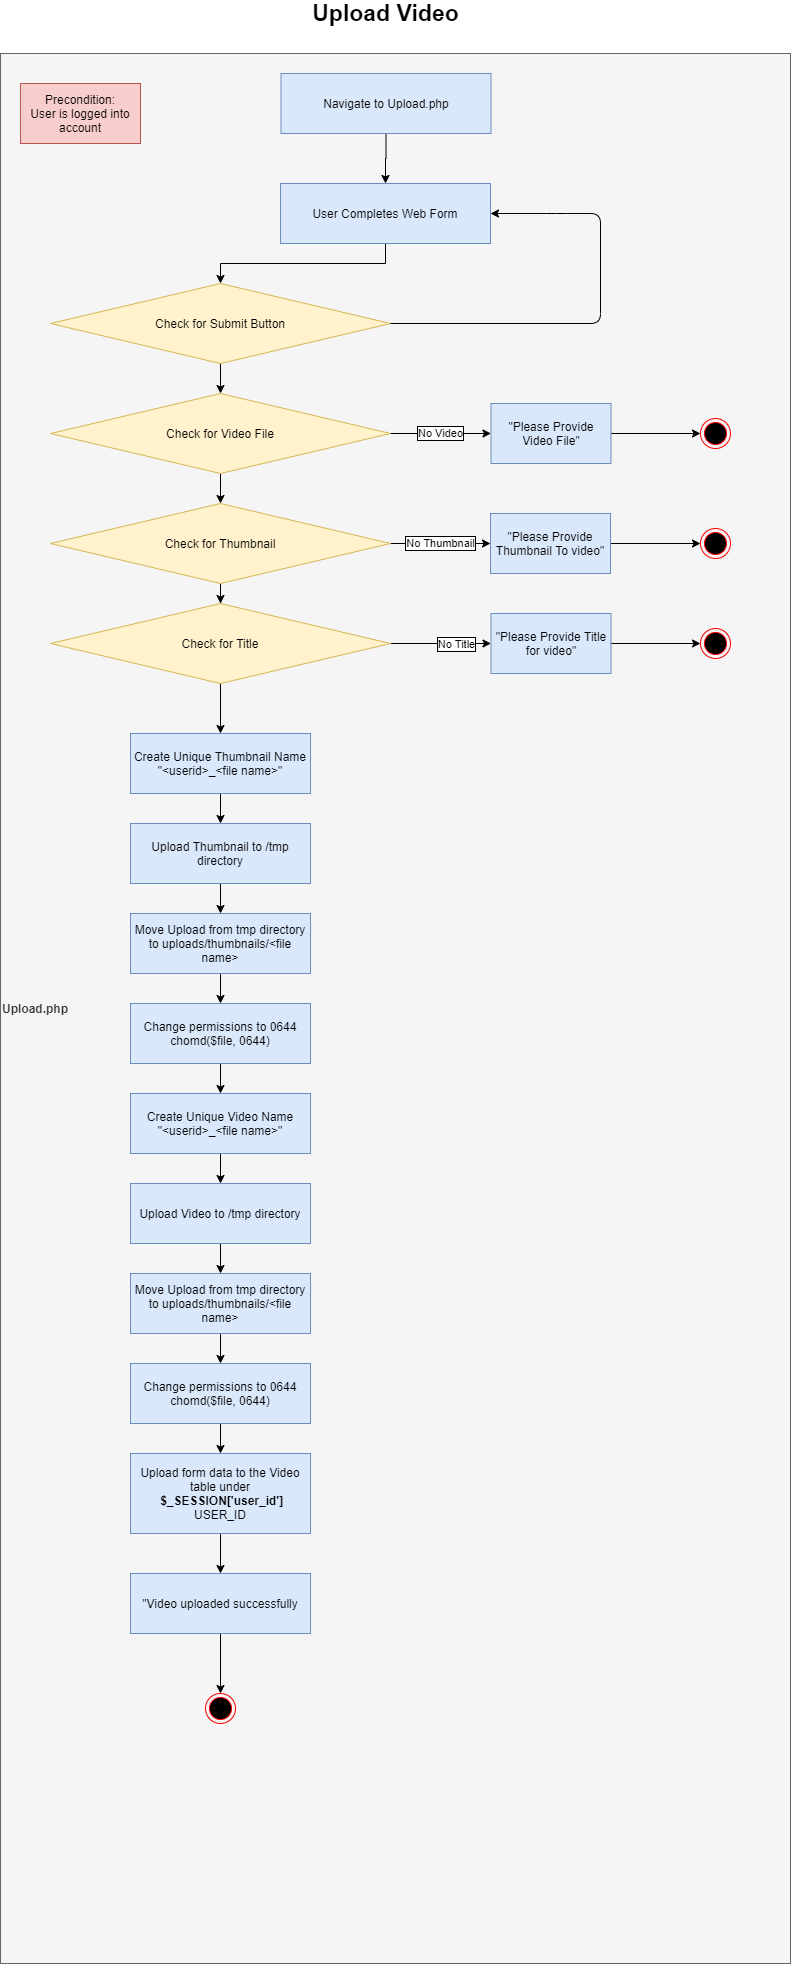 Upload Video
Precondition:
User is logged into
account
Navigate to Upload.php
User Completes Web Form
Check for Submit Button
Check for Video File
No Video
"Please Provide
Video File"
Check for Thumbnail
No Thumbnail
"Please Provide
Thumbnail To video"
Check for Title
No Title
"Please Provide Title
for video"
Create Unique Thumbnail Name
"<userid>_<file name>"
Upload Thumbnail to /tmp
directory
Move Upload from tmp directory
to uploads/thumbnails/<file
name>
Upload.php
Change permissions to 0644
chomd($file, 0644)
Create Unique Video Name
"<userid>_<file name>"
Upload Video to /tmp directory
Move Upload from tmp directory
to uploads/thumbnails/<file
name>
Change permissions to 0644
chomd($file, 0644)
Upload form data to the Video
table under
$_SESSION['user_id']
USER_ID
"Video uploaded successfully